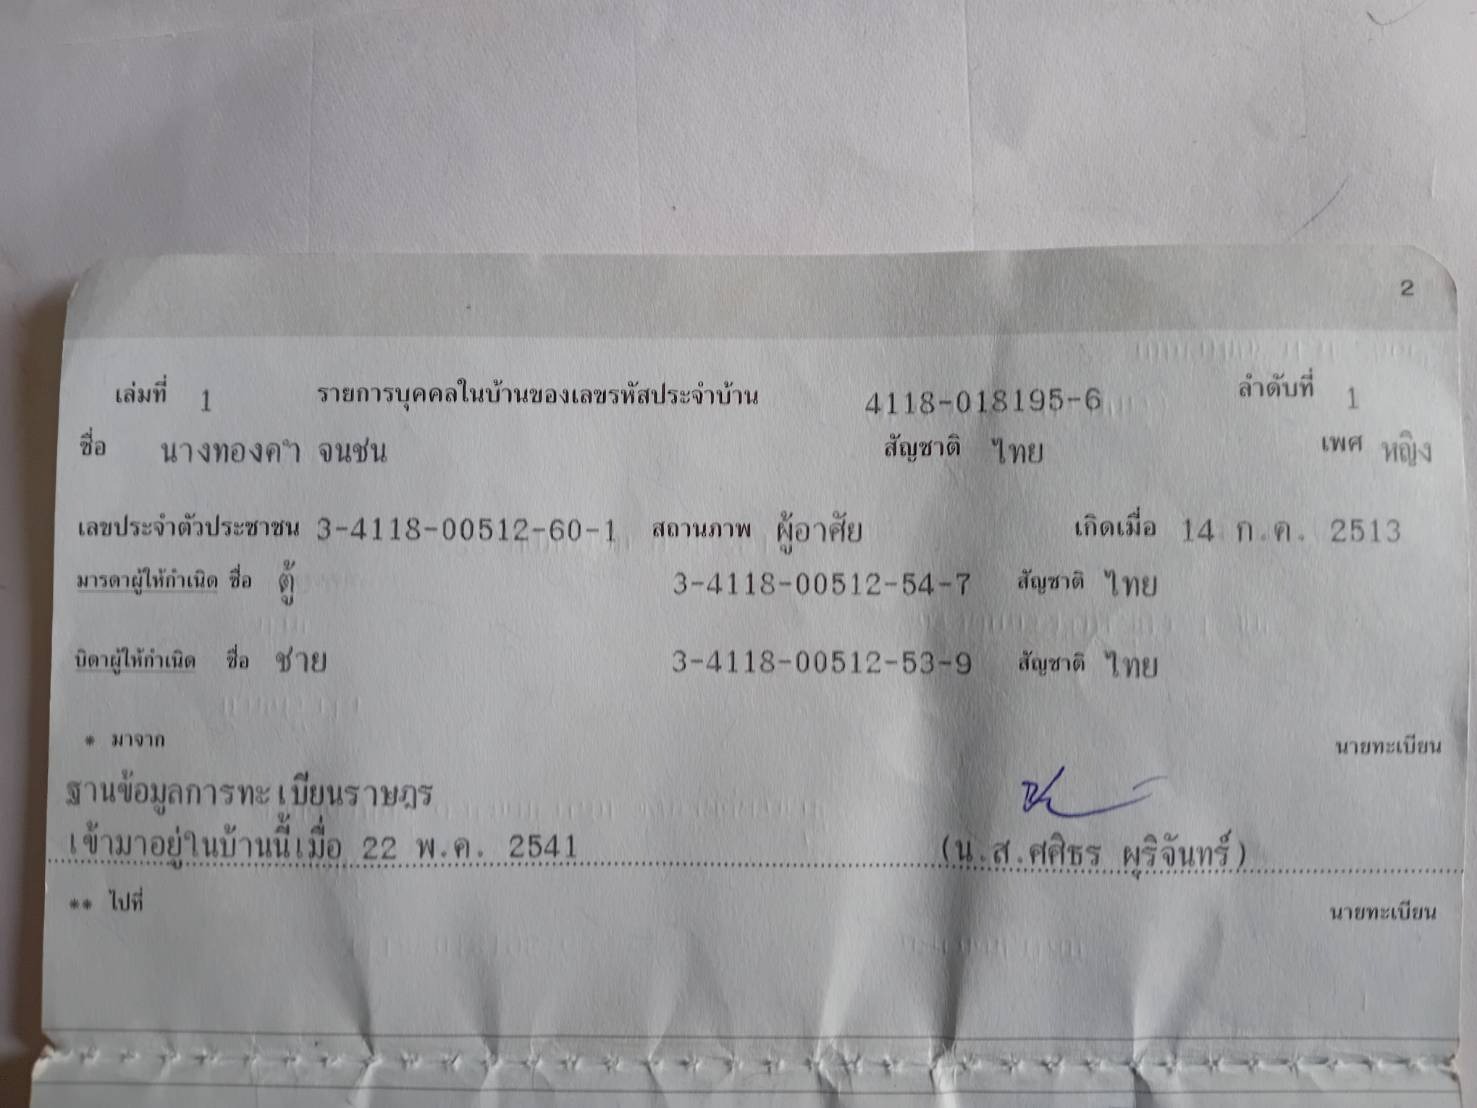 2
เล่มที่ 1 รายการบุคคลในบ้านของเลขรหัสประจำบ้าน 4118-018195-6 ลำดับที่ 1
ชื่อ นางทองคำ จนชน สัญชาติ ไทย เพศ หญิง
เลขประจำตัวประชาชน 3-4118-00512-60-1 สถานภาพ ผู้อาศัย เกิดเมื่อ 14 ก.ค. 2513
มารดาผู้ให้กำเนิด ชื่อ ตู้ 3-4118-00512-54-7 สัญชาติ ไทย
บิดาผู้ให้กำเนิด ชื่อ ชาย 3-4118-00512-53-9 สัญชาติ ไทย
* มาจาก นายทะเบียน
ฐานข้อมูลการทะเบียนราษฎร
เข้ามาอยู่ในบ้านนี้เมื่อ 22 พ.ค. 2541 (น.ส.ศศิธร ผุริจันทร์)
** ไปที่ นายทะเบียน